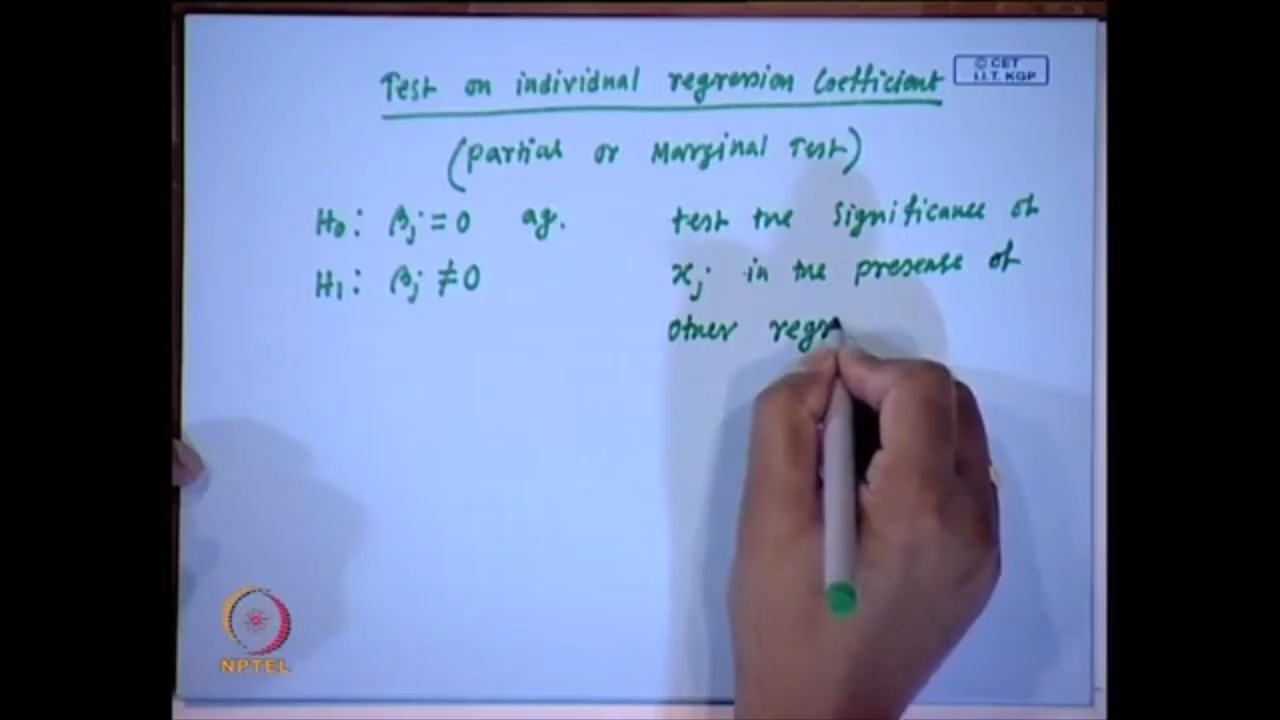 Test on individual regression Coefficient
© CET
I.I.T. KGP
(Partial or Marginal Test)
H₀: βj = 0 ag.
H₁: βj ≠ 0
test the Significance of
xj in the presence of
other regr
NPTEL